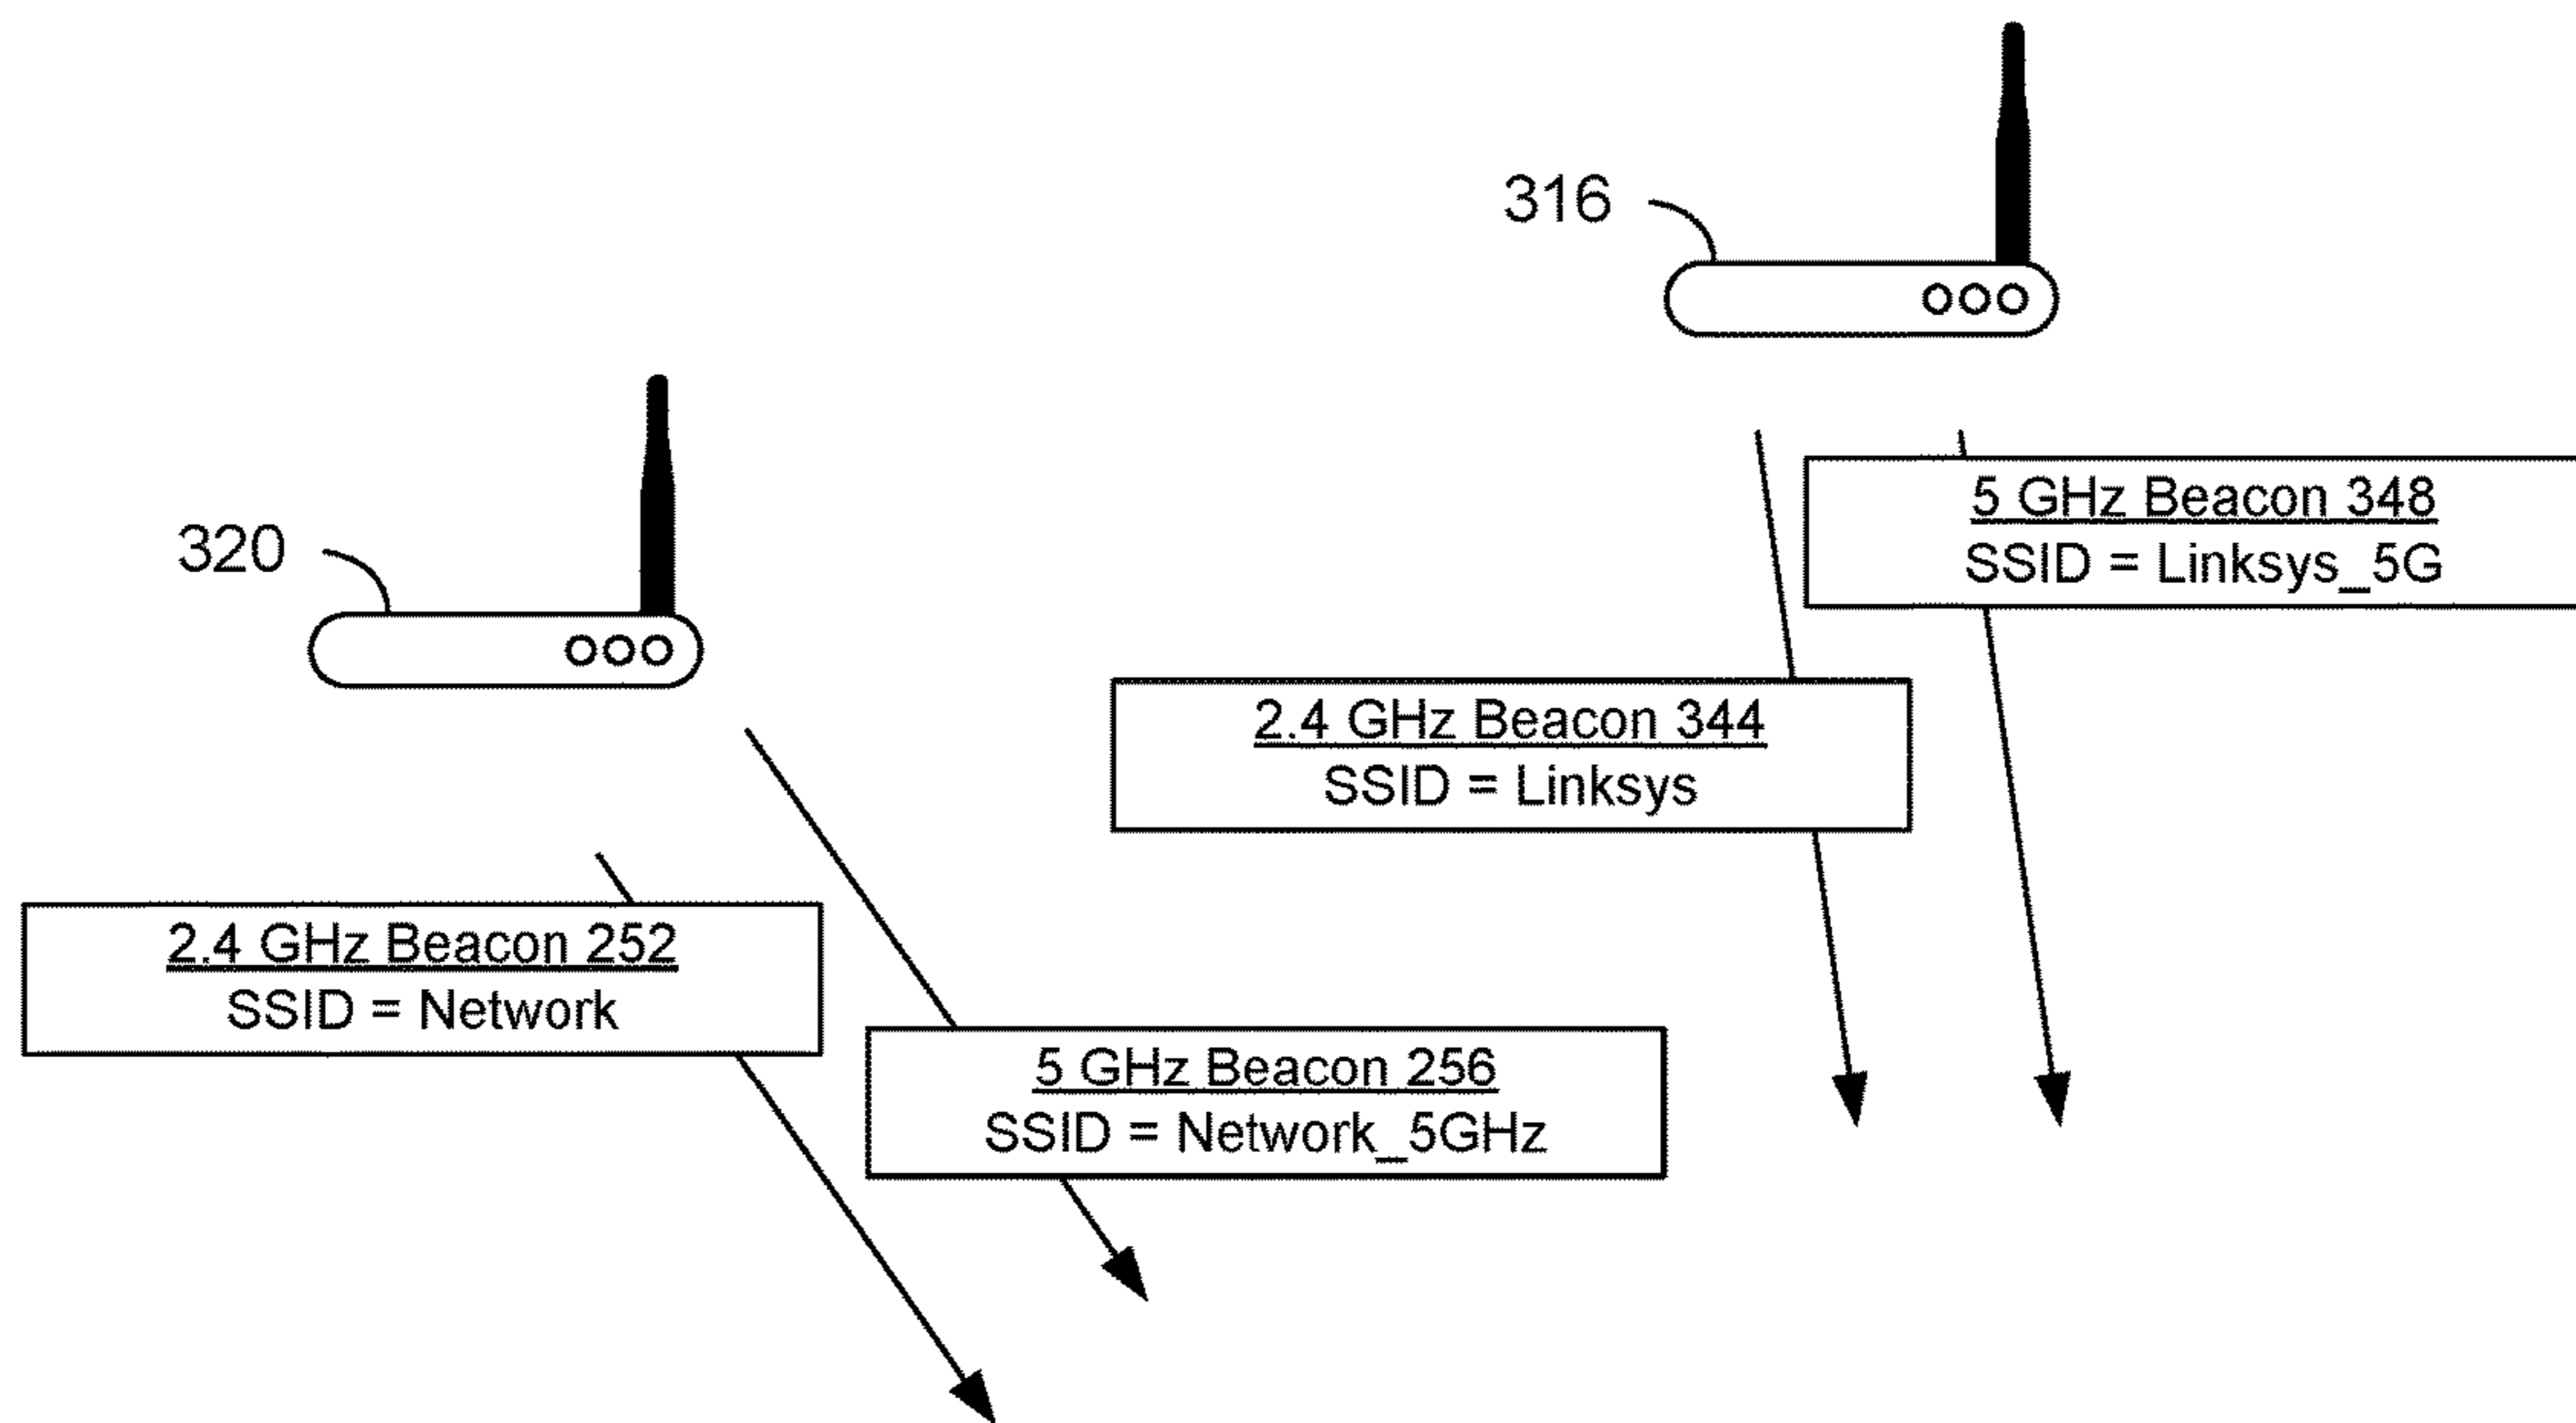 316
5 GHz Beacon 348
SSID = Linksys_5G
320
2.4 GHz Beacon 344
SSID = Linksys
2.4 GHz Beacon 252
SSID = Network
5 GHz Beacon 256
SSID = Network_5GHz